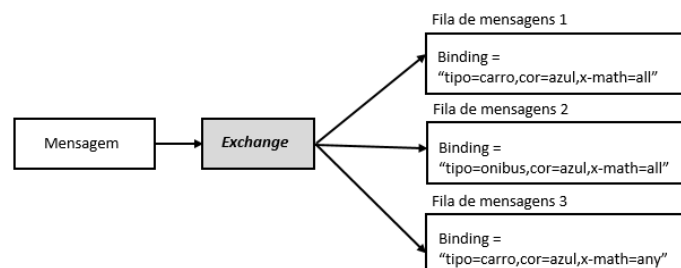 Fila de mensagens 1
Binding =
“tipo=carro,cor=azul,x-math=all”
Fila de mensagens 2
Mensagem
Exchange
Binding =
“tipo=onibus,cor=azul,x-math=all”
Fila de mensagens 3
Binding =
“tipo=carro,cor=azul,x-math=any”